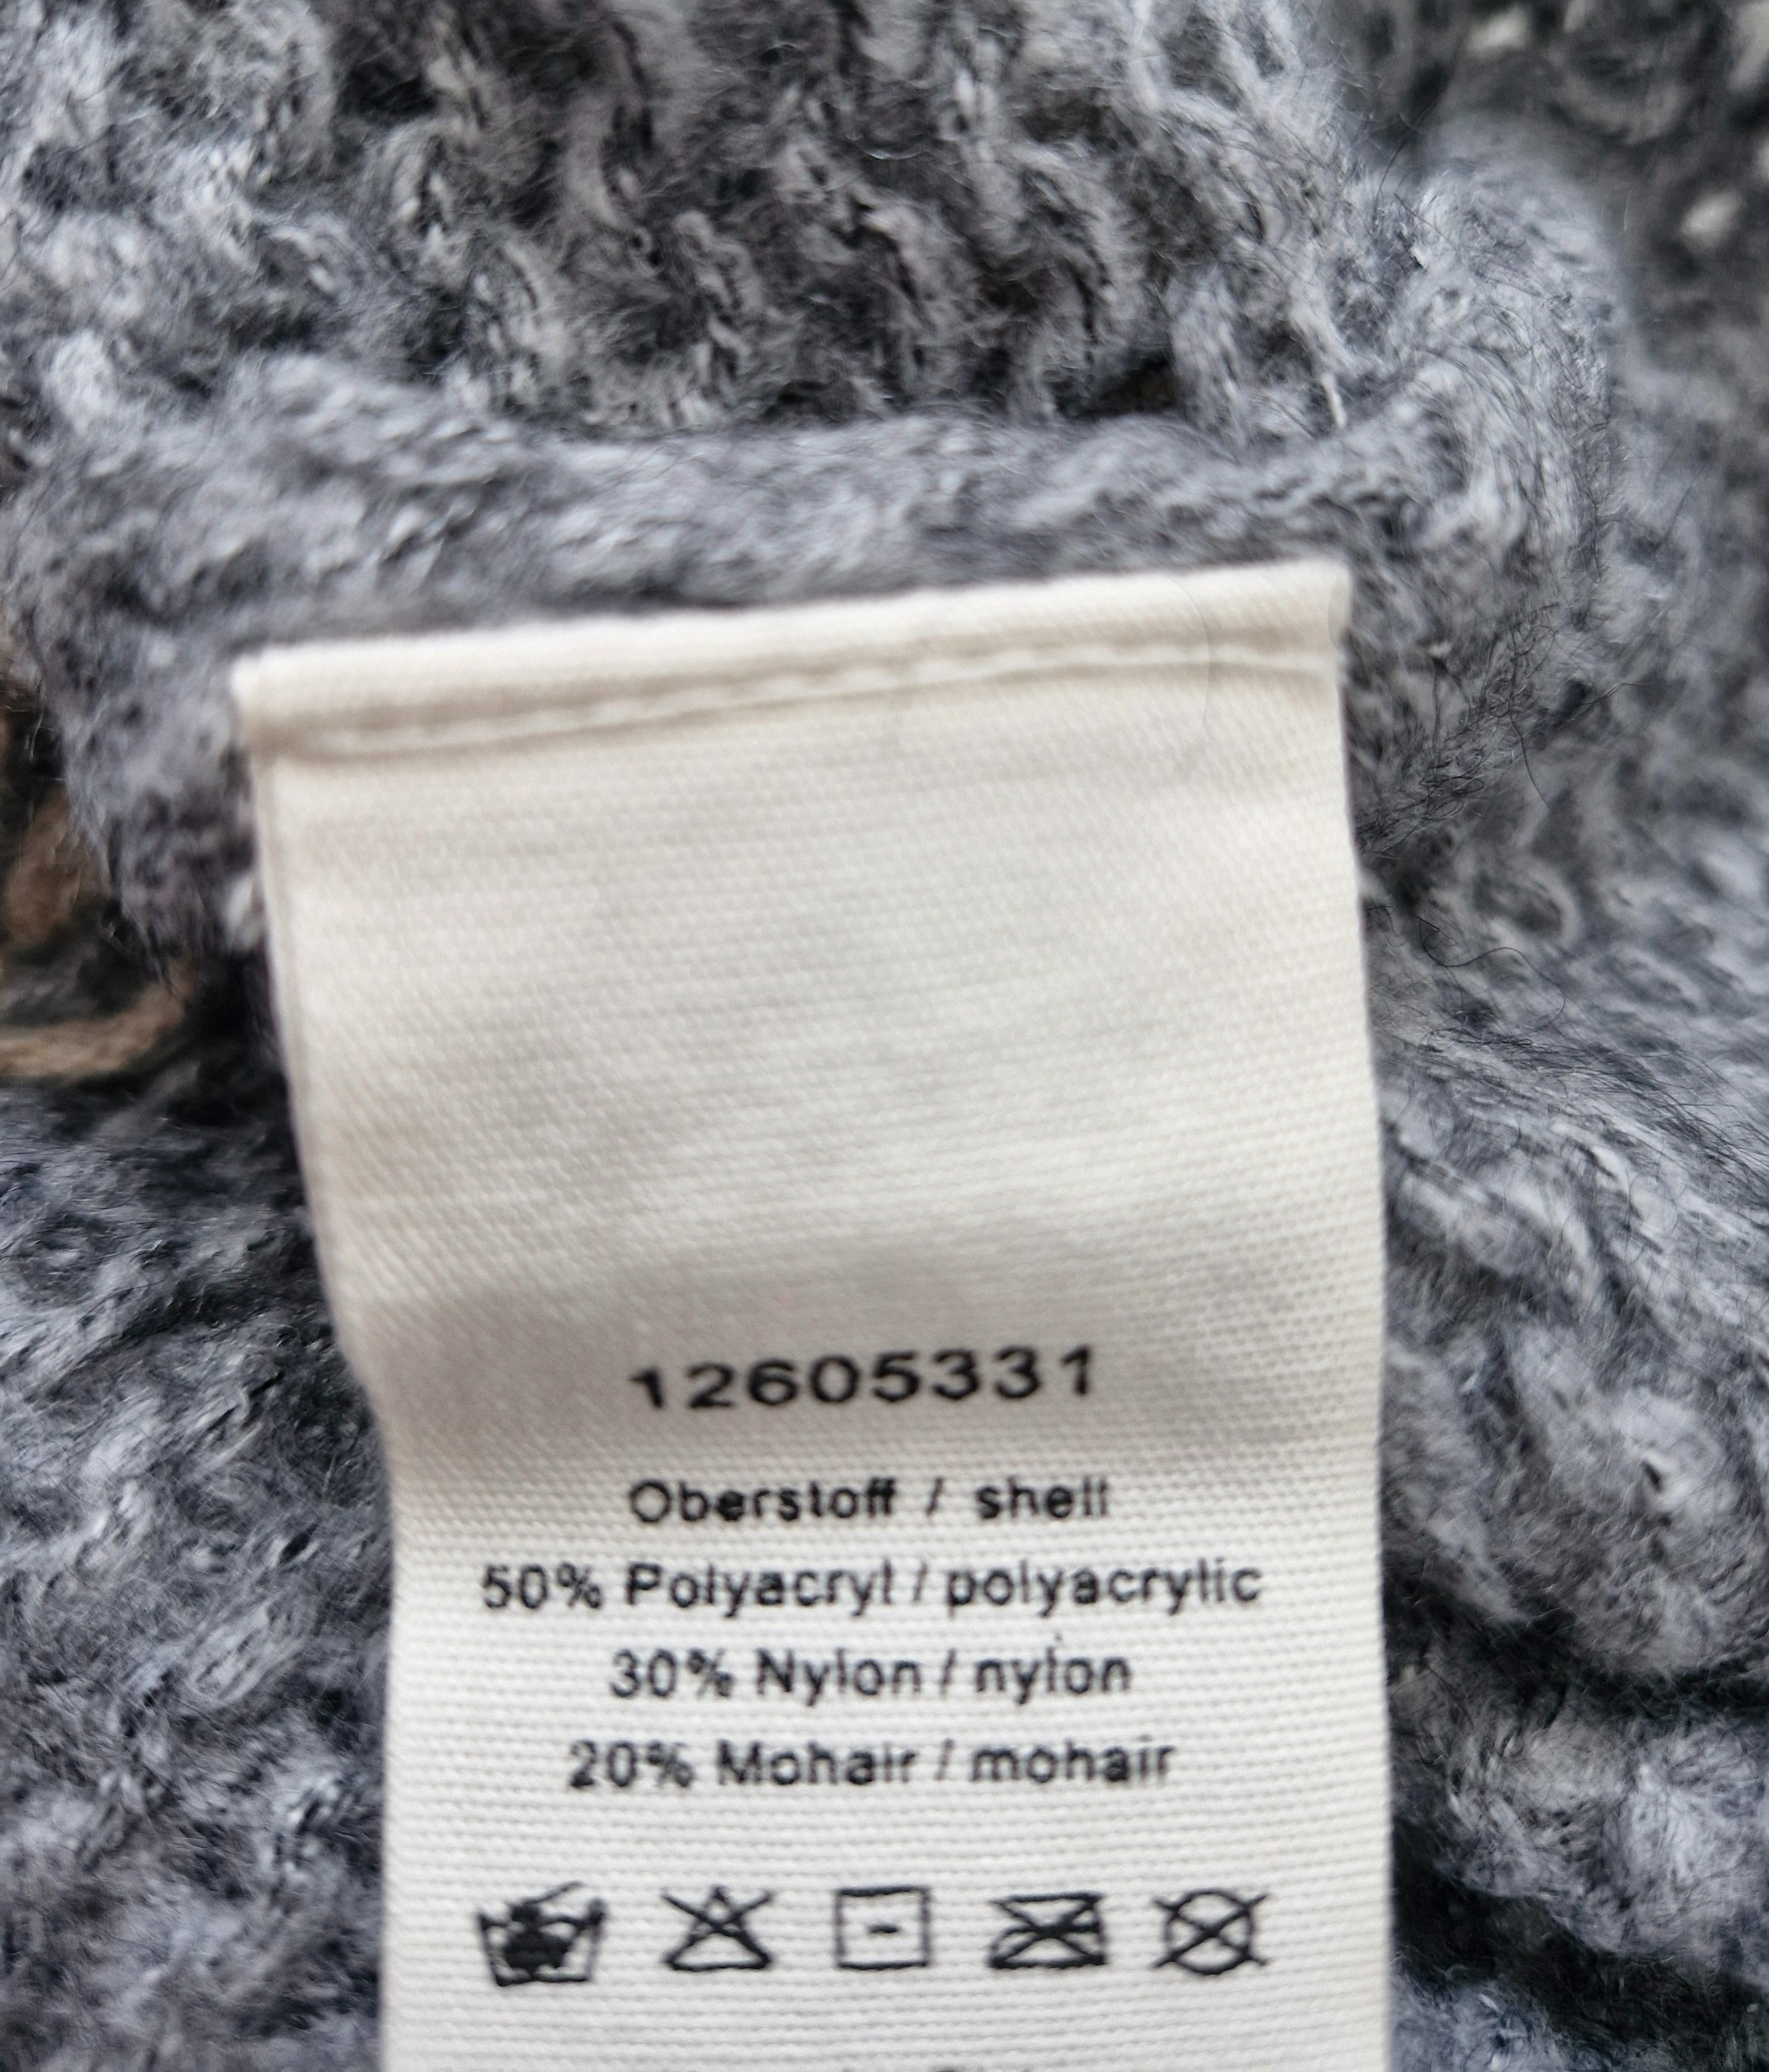 12605331
Oberstoff / shell
50% Polyacryl / polyacrylic
30% Nylon / nylon
20% Mohair / mohair